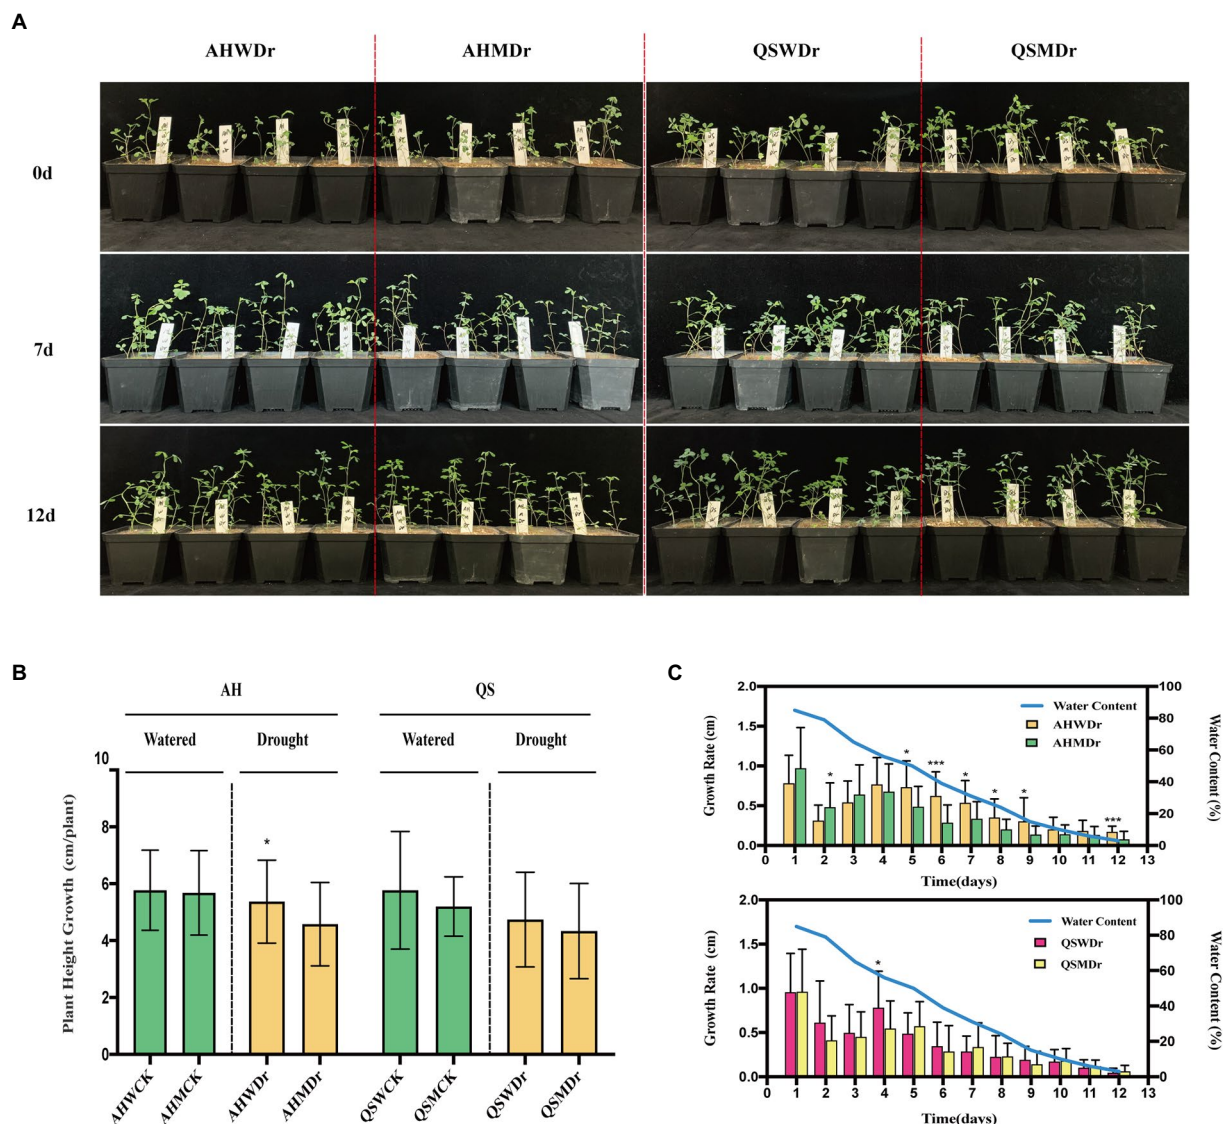 A
AHWDr AHMDr QSWDr QSMDr
0d
7d
12d
B
AH QS
Watered Drought Watered Drought
Plant Height Growth (cm/plant)
10
8
6
4
2
0
AHWCK AHMCK AHWDr AHMDr QSWCK QSMCK QSWDr QSMDr
*
C
Growth Rate (cm)
2.0
1.5
1.0
0.5
0.0
Water Content
AHWDr
AHMDr
* * *** * * * ***
100
80
60
40
20
0
Water Content (%)
0 1 2 3 4 5 6 7 8 9 10 11 12 13
Time(days)
Growth Rate (cm)
2.0
1.5
1.0
0.5
0.0
Water Content
QSWDr
QSMDr
*
100
80
60
40
20
0
Water Content (%)
0 1 2 3 4 5 6 7 8 9 10 11 12 13
Time(days)